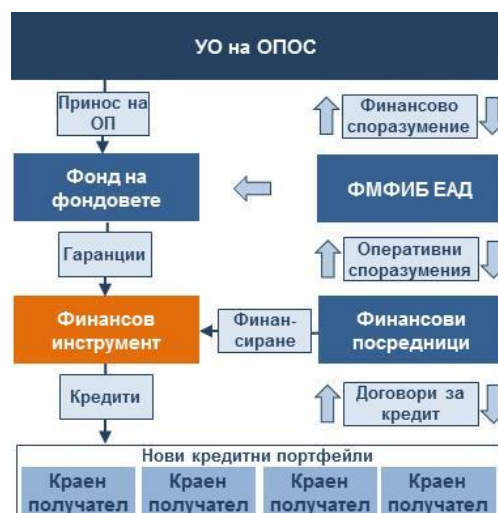 УО на ОПОС
Принос на
ОП
Финансово
споразумение
Фонд на
фондовете
ФМФИБ ЕАД
Гаранции
Оперативни
споразумения
Финансов
инструмент
Финан-
сиране
Финансови
посредници
Кредити
Договори за
кредит
Нови кредитни портфейли
Краен
получател
Краен
получател
Краен
получател
Краен
получател